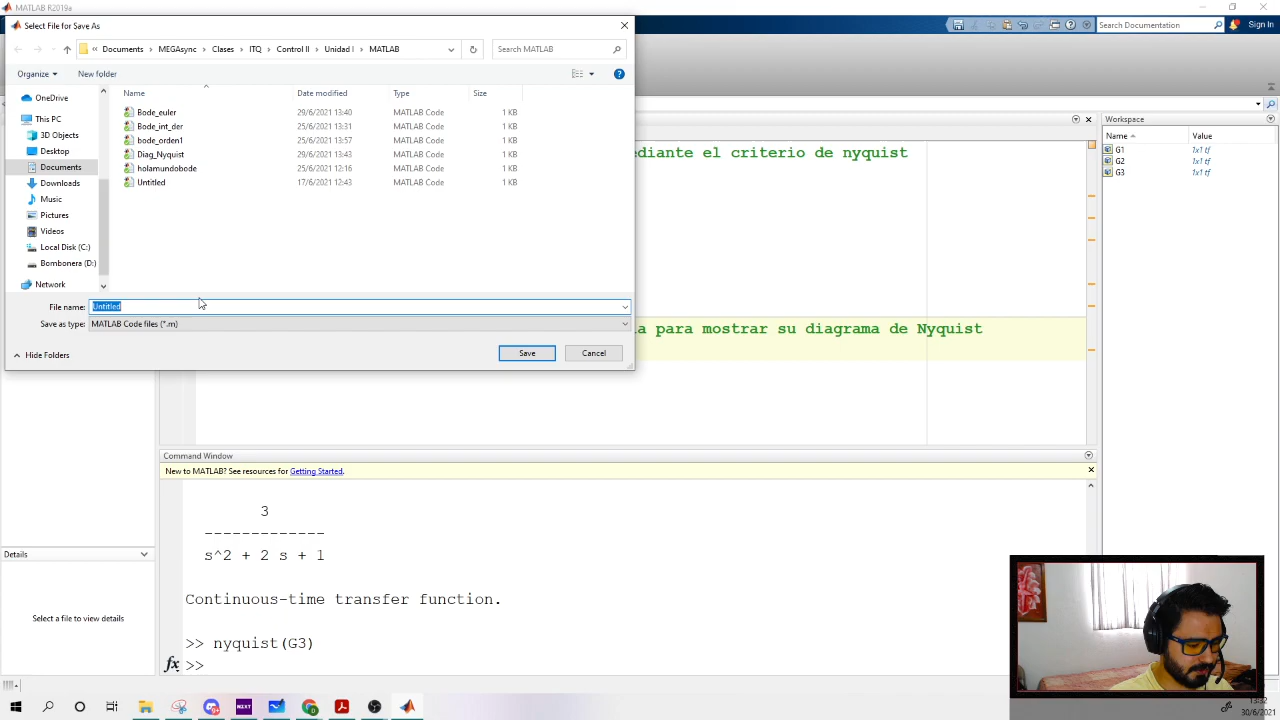 MATLAB R2019a
Select File for Save As
Search Documentation
Sign In
Documents > MEGAsync > Clases > ITQ > Control II > Unidad I > MATLAB
Search MATLAB
Organize
New folder
Name
Date modified
Type
Size
OneDrive
This PC
3D Objects
Desktop
Documents
Downloads
Music
Pictures
Videos
Local Disk (C:)
Bombonera (D:)
Network
Bode_euler 29/6/2021 13:40 MATLAB Code 1 KB
Bode_int_der 25/6/2021 13:31 MATLAB Code 1 KB
bode_orden1 25/6/2021 13:57 MATLAB Code 1 KB
Diag_Nyquist 29/6/2021 13:43 MATLAB Code 1 KB
holamundobode 25/6/2021 12:16 MATLAB Code 1 KB
Untitled 17/6/2021 12:43 MATLAB Code 1 KB
File name: Untitled
Save as type: MATLAB Code files (*.m)
Hide Folders
Save
Cancel
ediante el criterio de nyquist
para mostrar su diagrama de Nyquist
Workspace
Name Value
G1 1x1 tf
G2 1x1 tf
G3 1x1 tf
Command Window
New to MATLAB? See resources for Getting Started.
3
-------------
s^2 + 2 s + 1
Continuous-time transfer function.
>> nyquist(G3)
fx >>
Details
Select a file to view details
13:32
30/6/2021